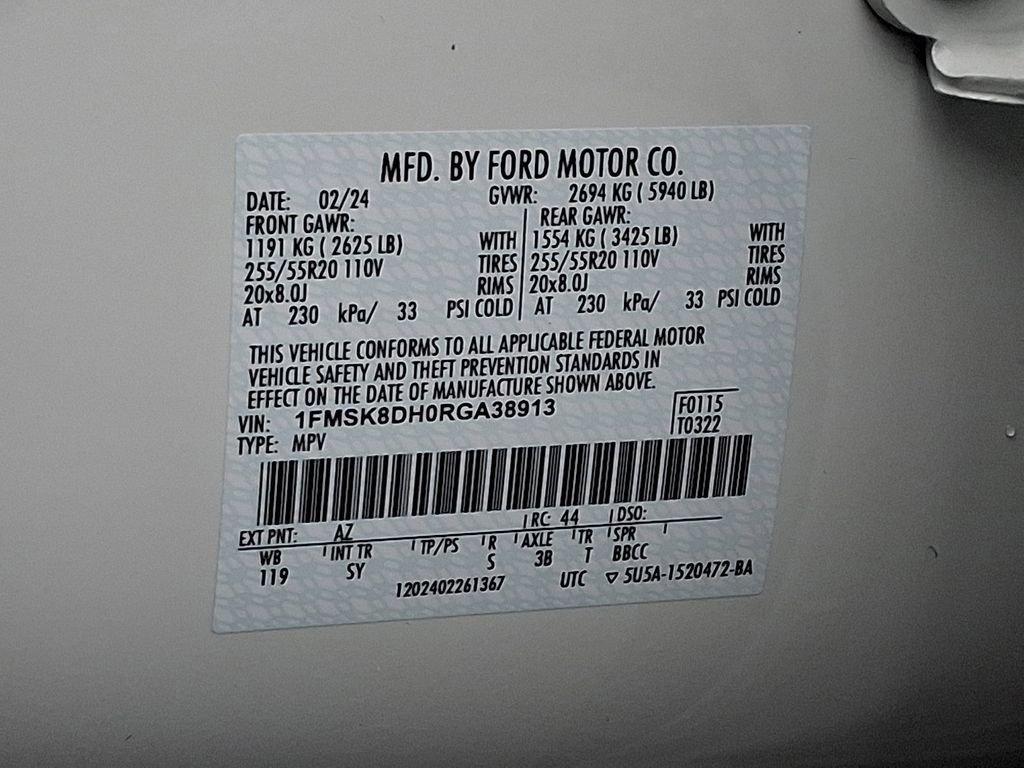 MFD. BY FORD MOTOR CO.
DATE: 02/24 GVWR: 2694 KG ( 5940 LB)
FRONT GAWR: REAR GAWR:
1191 KG ( 2625 LB) WITH 1554 KG ( 3425 LB) WITH
255/55R20 110V TIRES 255/55R20 110V TIRES
20x8.0J RIMS 20x8.0J RIMS
AT 230 kPa/ 33 PSI COLD AT 230 kPa/ 33 PSI COLD
THIS VEHICLE CONFORMS TO ALL APPLICABLE FEDERAL MOTOR
VEHICLE SAFETY AND THEFT PREVENTION STANDARDS IN
EFFECT ON THE DATE OF MANUFACTURE SHOWN ABOVE.
VIN: 1FMSK8DH0RGA38913 F0115
TYPE: MPV T0322
EXT PNT: AZ RC: 44 DSO:
WB INT TR TP/PS R AXLE TR SPR
119 SY S 3B T BBCC
1202402261367 UTC ▽ 5U5A-1520472-BA